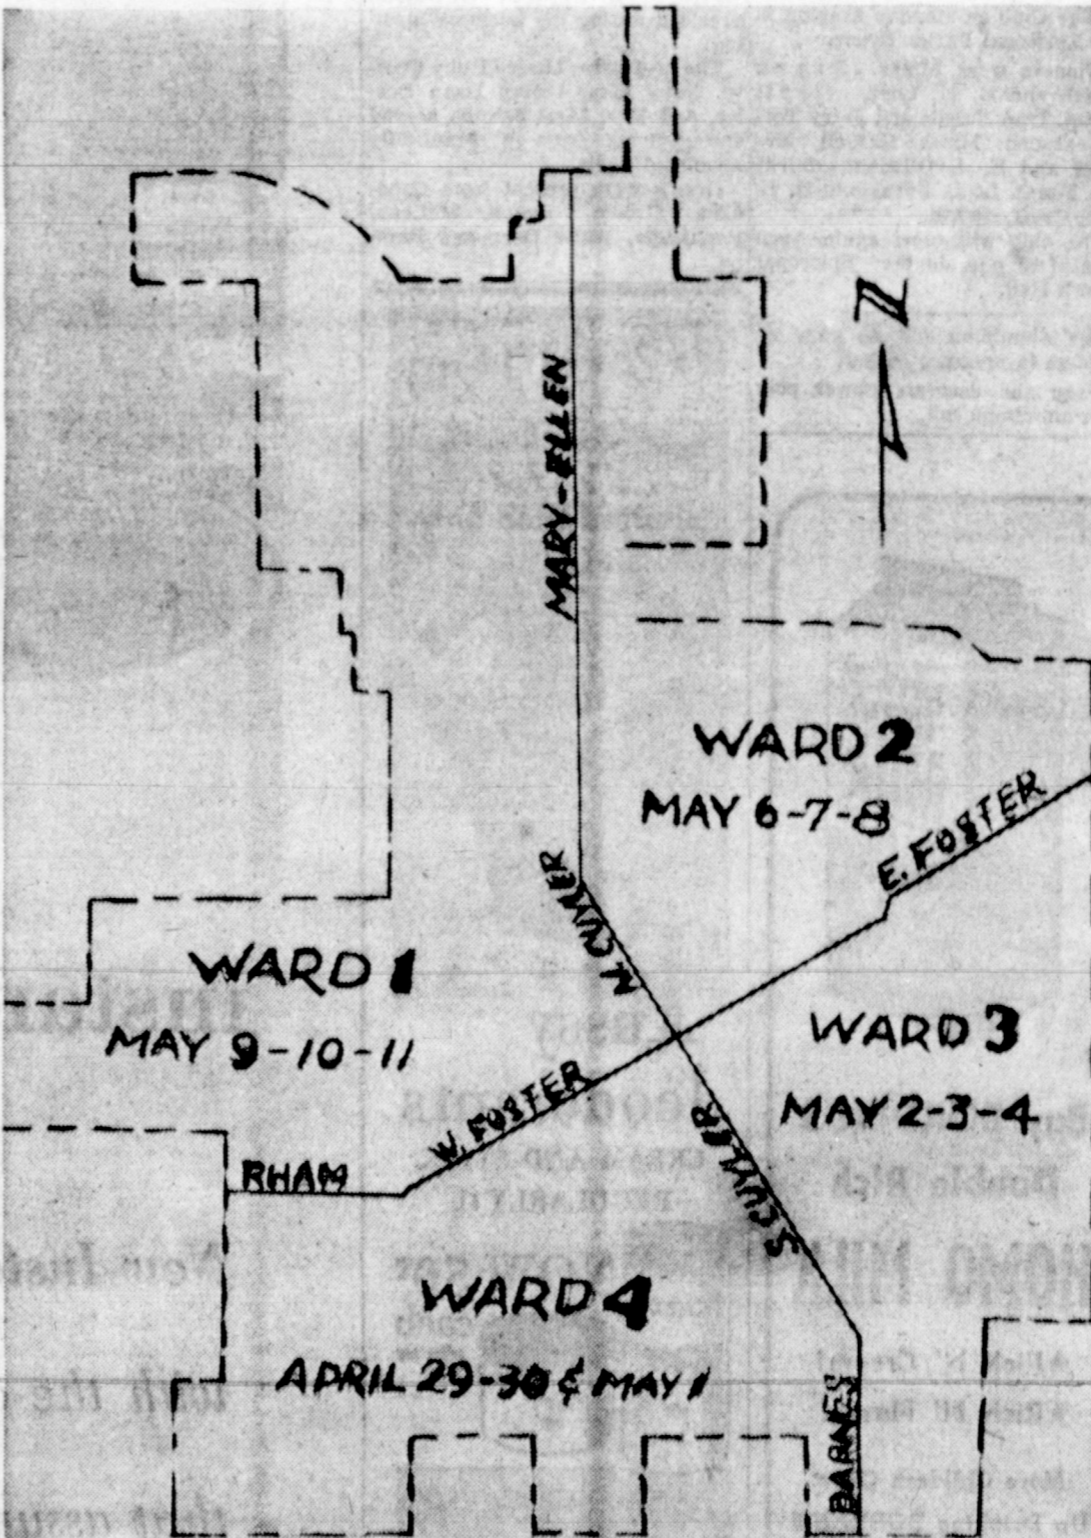 N
MARY-ELLEN
WARD 2
MAY 6-7-8
E. FOSTER
N CUYLER
WARD 1
MAY 9-10-11
WARD 3
MAY 2-3-4
W. FOSTER
RHAM
S CUYLER
WARD 4
APRIL 29-30 & MAY 1
BARNES